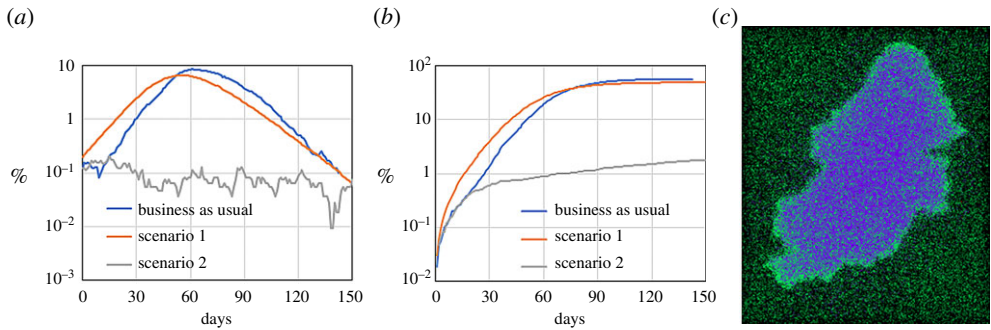 (a)
10
1
10⁻¹
%
10⁻²
10⁻³
business as usual
scenario 1
scenario 2
0 30 60 90 120 150
days
(b)
10²
10
1
%
10⁻¹
10⁻²
business as usual
scenario 1
scenario 2
0 30 60 90 120 150
days
(c)